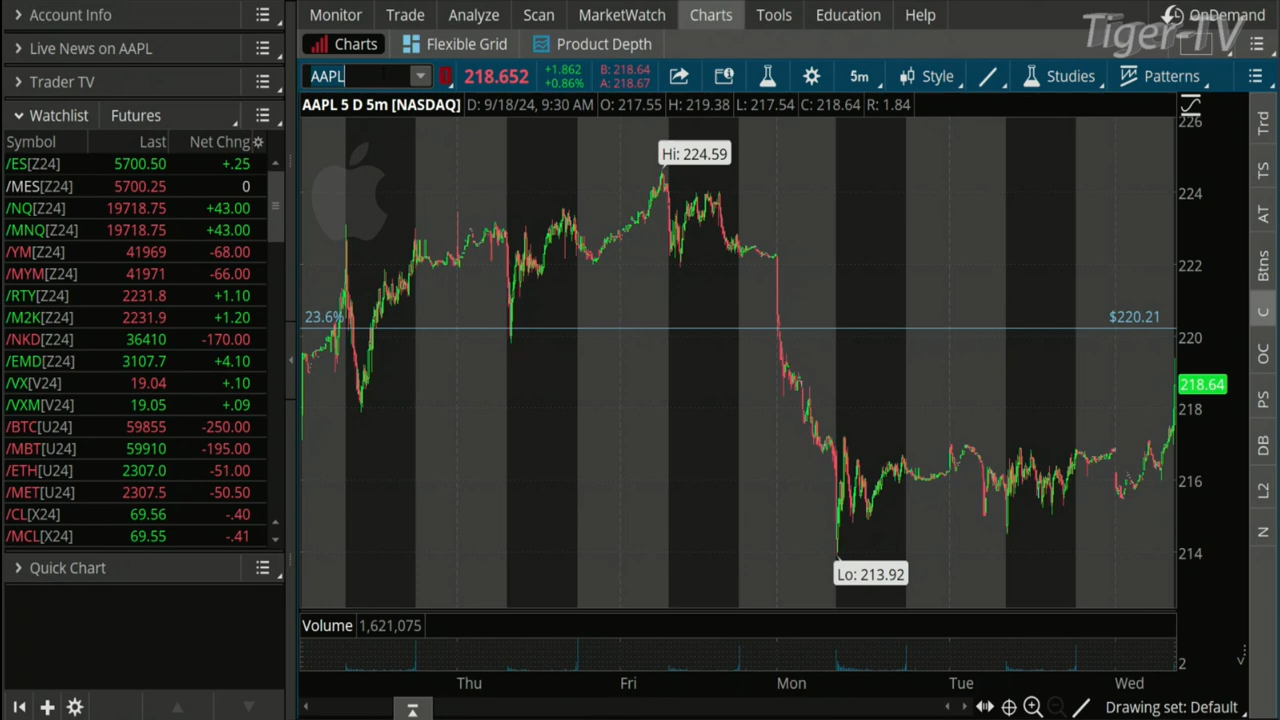 Account Info
Live News on AAPL
Trader TV
Watchlist Futures
Symbol Last Net Chng
/ES[Z24] 5700.50 +.25
/MES[Z24] 5700.25 0
/NQ[Z24] 19718.75 +43.00
/MNQ[Z24] 19718.75 +43.00
/YM[Z24] 41969 -68.00
/MYM[Z24] 41971 -66.00
/RTY[Z24] 2231.8 +1.10
/M2K[Z24] 2231.9 +1.20
/NKD[Z24] 36410 -170.00
/EMD[Z24] 3107.7 +4.10
/VX[V24] 19.04 +.10
/VXM[V24] 19.05 +.09
/BTC[U24] 59855 -250.00
/MBT[U24] 59910 -195.00
/ETH[U24] 2307.0 -51.00
/MET[U24] 2307.5 -50.50
/CL[X24] 69.56 -.40
/MCL[X24] 69.55 -.41
Quick Chart
Monitor Trade Analyze Scan MarketWatch Charts Tools Education Help OnDemand
Tiger-TV
Charts Flexible Grid Product Depth
AAPL 218.652 +1.862 B: 218.64 5m Style Studies Patterns
+0.86% A: 218.67
AAPL 5 D 5m [NASDAQ] D: 9/18/24, 9:30 AM O: 217.55 H: 219.38 L: 217.54 C: 218.64 R: 1.84
226
Hi: 224.59
224
222
23.6% $220.21
220
218.64
218
216
214
Lo: 213.92
Volume 1,621,075
2
Thu Fri Mon Tue Wed
Drawing set: Default
Trd
TS
AT
Btns
C
OC
PS
DB
L2
N